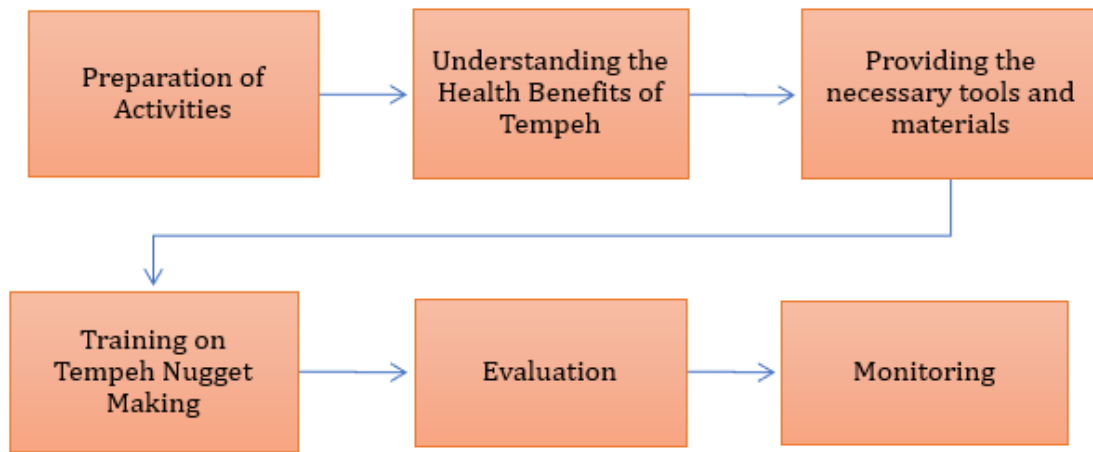 Preparation of
Activities
Understanding the
Health Benefits of
Tempeh
Providing the
necessary tools and
materials
Training on
Tempeh Nugget
Making
Evaluation
Monitoring